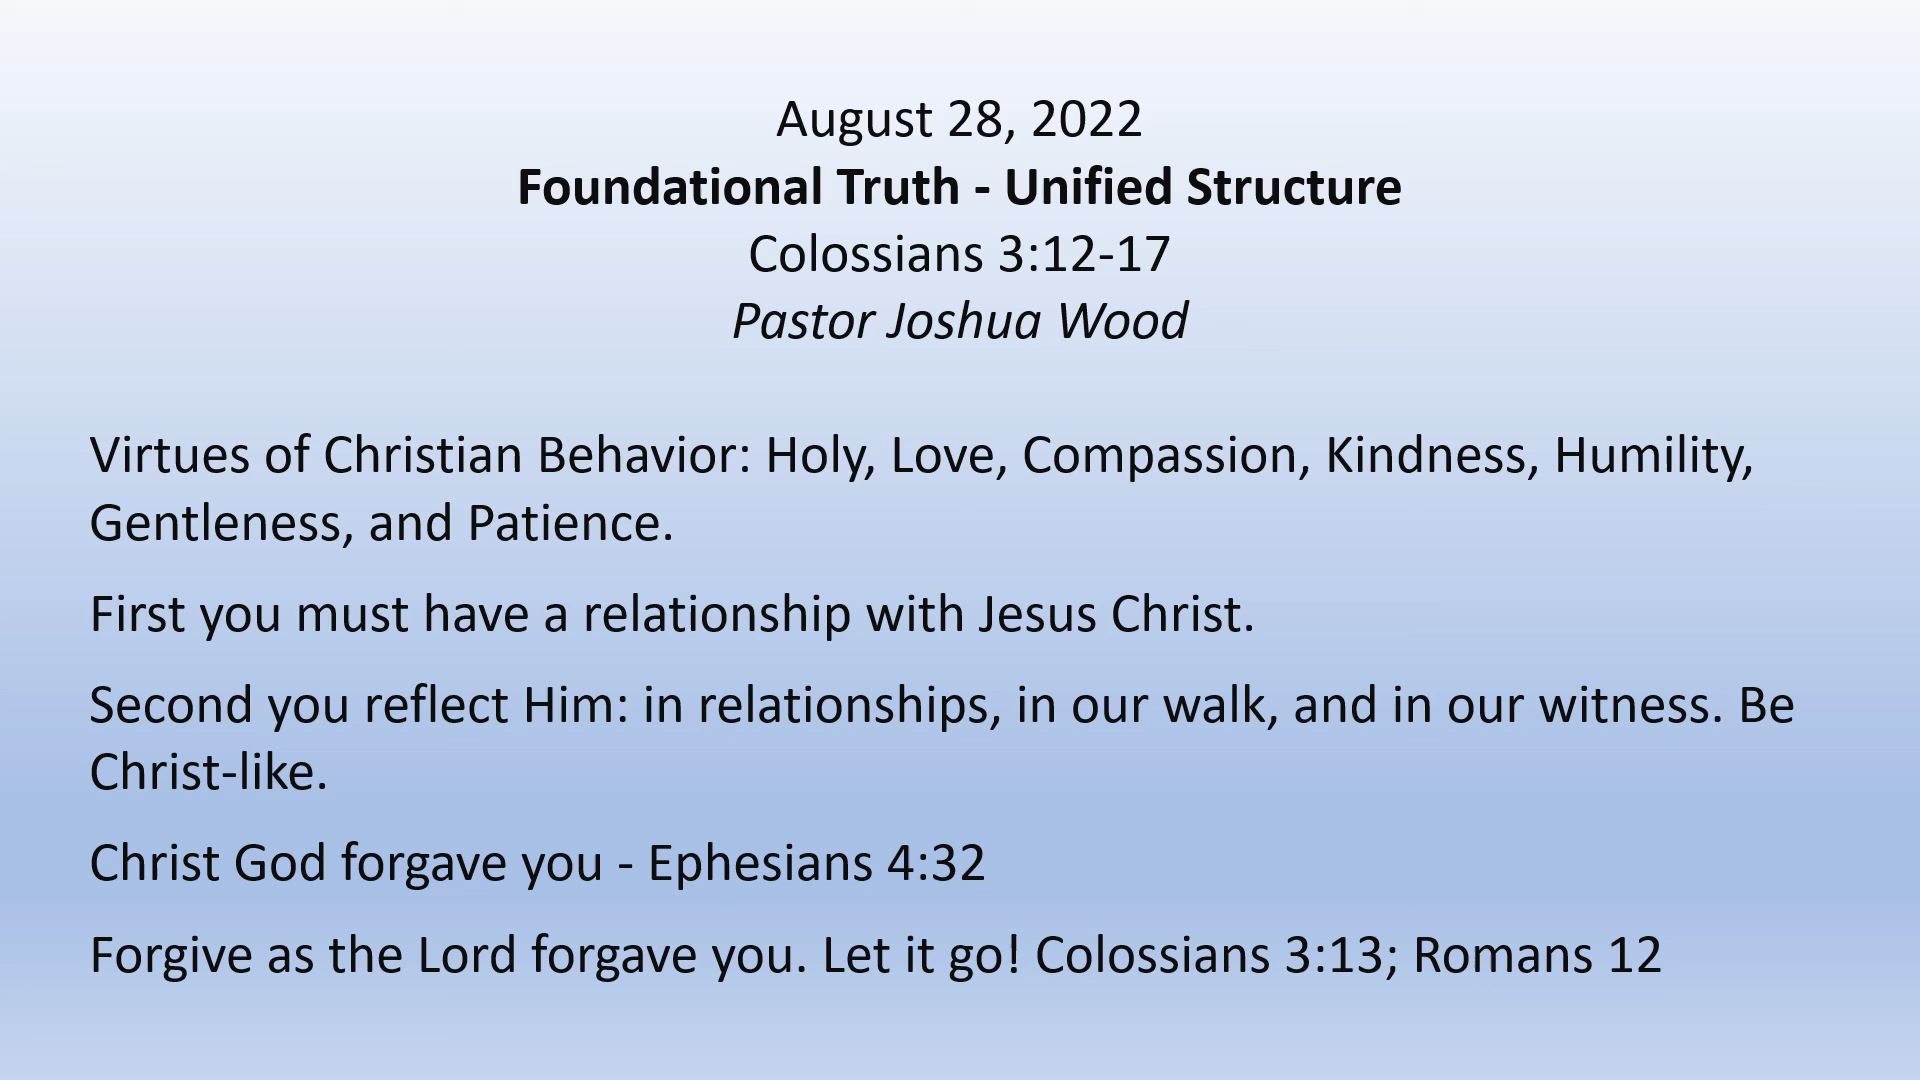 August 28, 2022
Foundational Truth - Unified Structure
Colossians 3:12-17
Pastor Joshua Wood
Virtues of Christian Behavior: Holy, Love, Compassion, Kindness, Humility,
Gentleness, and Patience.
First you must have a relationship with Jesus Christ.
Second you reflect Him: in relationships, in our walk, and in our witness. Be
Christ-like.
Christ God forgave you - Ephesians 4:32
Forgive as the Lord forgave you. Let it go! Colossians 3:13; Romans 12